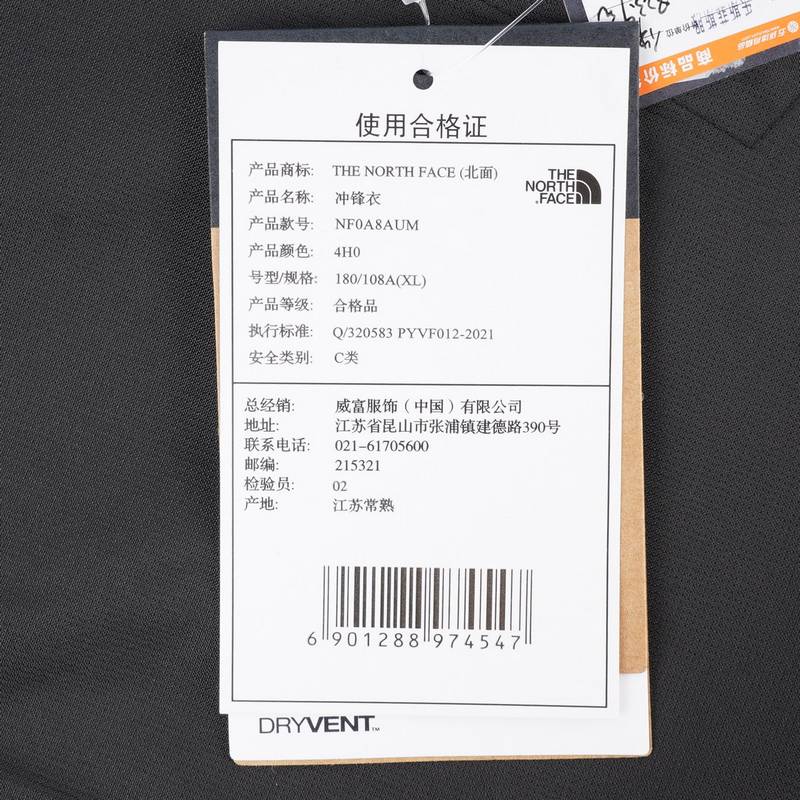 商品标价
使用合格证
产品商标: THE NORTH FACE (北面)
产品名称: 冲锋衣
产品款号: NF0A8AUM
产品颜色: 4H0
号型/规格: 180/108A(XL)
产品等级: 合格品
执行标准: Q/320583 PYVF012-2021
安全类别: C类
THE
NORTH
FACE
总经销: 威富服饰（中国）有限公司
地址: 江苏省昆山市张浦镇建德路390号
联系电话: 021-61705600
邮编: 215321
检验员: 02
产地: 江苏常熟
6 901288 974547
DRYVENT™